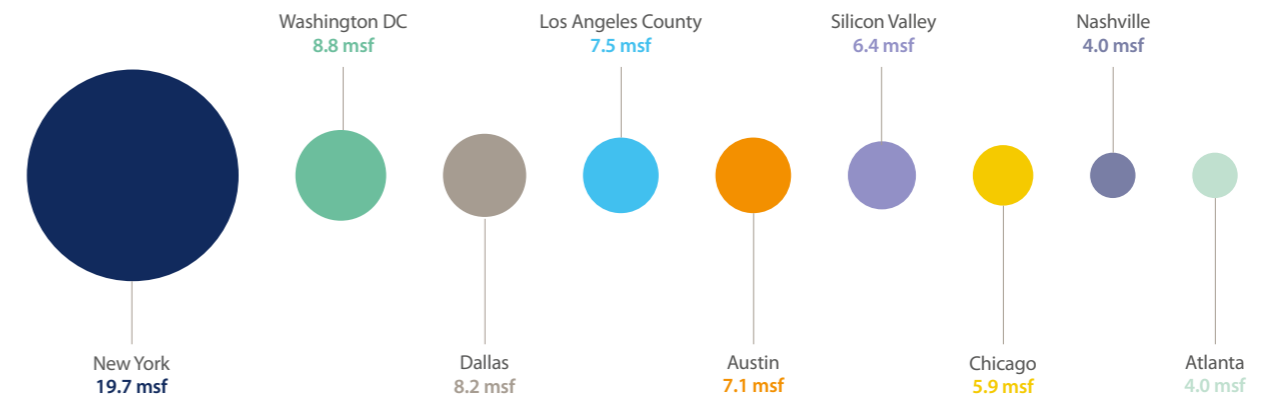 Washington DC
8.8 msf
Los Angeles County
7.5 msf
Silicon Valley
6.4 msf
Nashville
4.0 msf
New York
19.7 msf
Dallas
8.2 msf
Austin
7.1 msf
Chicago
5.9 msf
Atlanta
4.0 msf